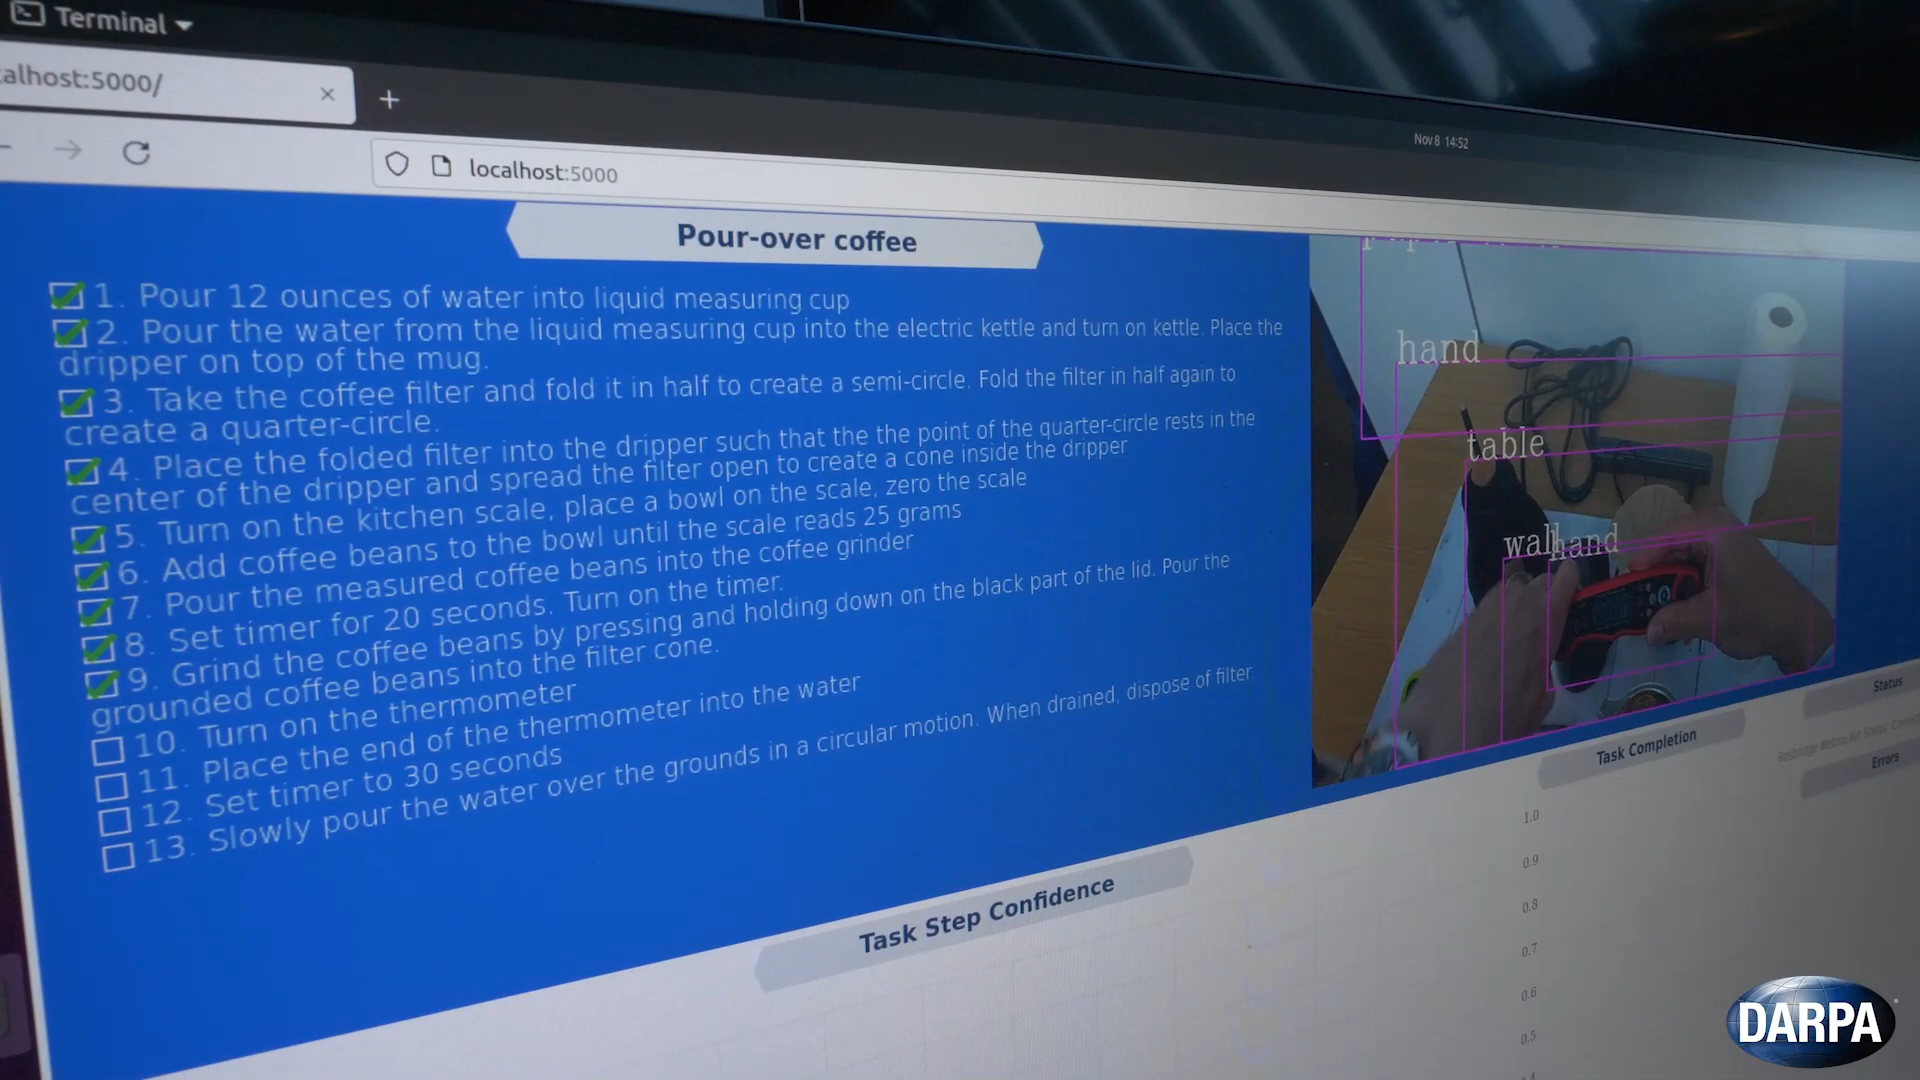 Terminal
alhost:5000/
Nov 8 14:52
localhost:5000
Pour-over coffee
1. Pour 12 ounces of water into liquid measuring cup
2. Pour the water from the liquid measuring cup into the electric kettle and turn on kettle. Place the
dripper on top of the mug.
3. Take the coffee filter and fold it in half to create a semi-circle. Fold the filter in half again to
create a quarter-circle.
4. Place the folded filter into the dripper such that the the point of the quarter-circle rests in the
center of the dripper and spread the filter open to create a cone inside the dripper
5. Turn on the kitchen scale, place a bowl on the scale, zero the scale
6. Add coffee beans to the bowl until the scale reads 25 grams
7. Pour the measured coffee beans into the coffee grinder
8. Set timer for 20 seconds. Turn on the timer.
9. Grind the coffee beans by pressing and holding down on the black part of the lid. Pour the
grounded coffee beans into the filter cone.
10. Turn on the thermometer
11. Place the end of the thermometer into the water
12. Set timer to 30 seconds
13. Slowly pour the water over the grounds in a circular motion. When drained, dispose of filter.
hand
table
wall
hand
Status
Task Completion
Errors
1.0
0.9
0.8
0.7
0.6
0.5
Task Step Confidence
DARPA